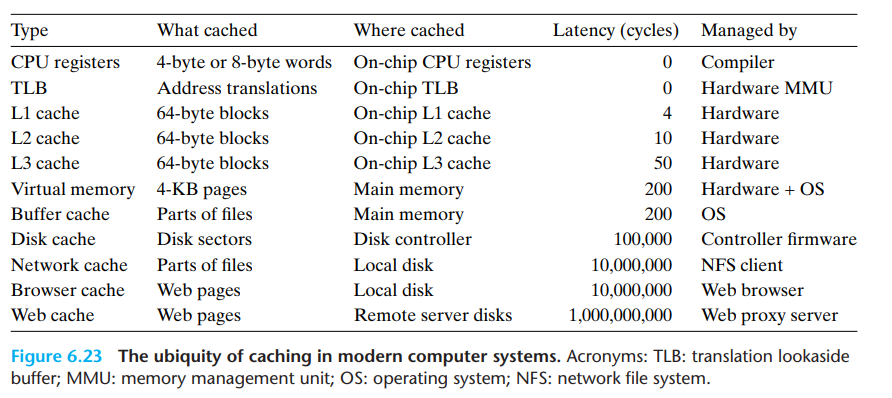 Type What cached Where cached Latency (cycles) Managed by
CPU registers 4-byte or 8-byte words On-chip CPU registers 0 Compiler
TLB Address translations On-chip TLB 0 Hardware MMU
L1 cache 64-byte blocks On-chip L1 cache 4 Hardware
L2 cache 64-byte blocks On-chip L2 cache 10 Hardware
L3 cache 64-byte blocks On-chip L3 cache 50 Hardware
Virtual memory 4-KB pages Main memory 200 Hardware + OS
Buffer cache Parts of files Main memory 200 OS
Disk cache Disk sectors Disk controller 100,000 Controller firmware
Network cache Parts of files Local disk 10,000,000 NFS client
Browser cache Web pages Local disk 10,000,000 Web browser
Web cache Web pages Remote server disks 1,000,000,000 Web proxy server
Figure 6.23 The ubiquity of caching in modern computer systems. Acronyms: TLB: translation lookaside
buffer; MMU: memory management unit; OS: operating system; NFS: network file system.